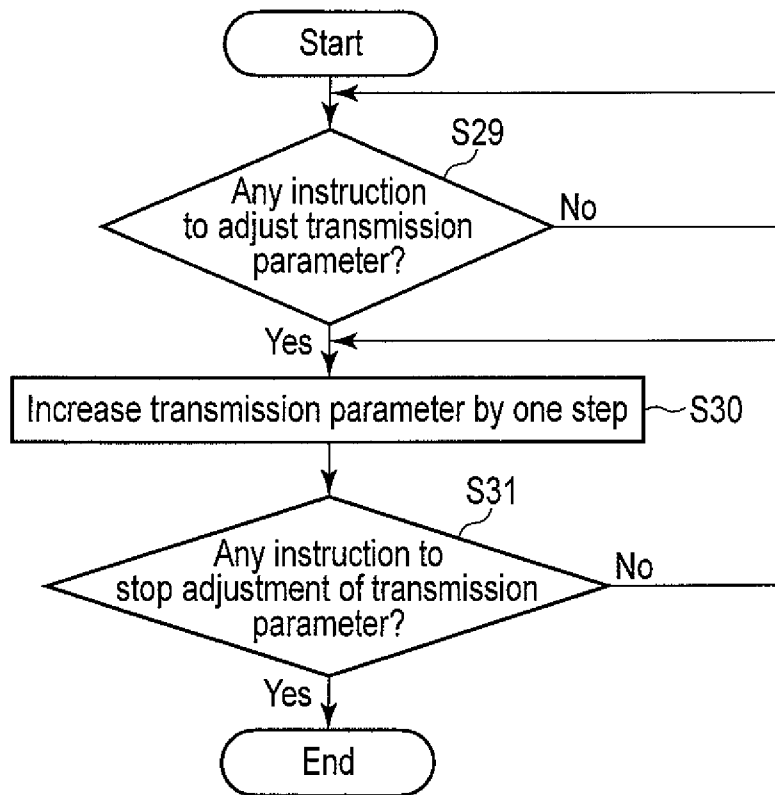 Start
S29
Any instruction
to adjust transmission
parameter?
No
Yes
Increase transmission parameter by one step
S30
S31
Any instruction to
stop adjustment of transmission
parameter?
No
Yes
End